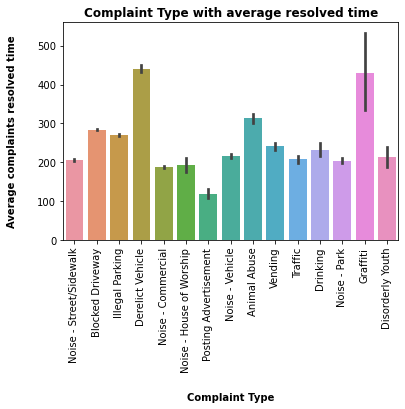 Complaint Type with average resolved time
Average complaints resolved time
500
400
300
200
100
0
Noise - Street/Sidewalk
Blocked Driveway
Illegal Parking
Derelict Vehicle
Noise - Commercial
Noise - House of Worship
Posting Advertisement
Noise - Vehicle
Animal Abuse
Vending
Traffic
Drinking
Noise - Park
Graffiti
Disorderly Youth
Complaint Type